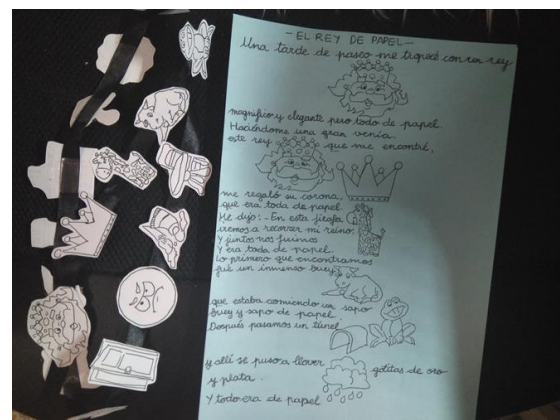 -EL REY DE PAPEL-
Una tarde de paseo me tropecé con un rey
magnífico y elegante pero todo de papel.
Haciéndome una gran venia,
este rey que me encontré,
me regaló su corona,
que era toda de papel.
Me dijo: -En esta jirafa
iremos a recorrer mi reino.
Y juntos nos fuimos
Y era toda de papel.
Lo primero que encontramos
fué un inmenso buey
que estaba comiendo un sapo
buey y sapo de papel.
Después pasamos un túnel
y allí se puso a llover gotitas de oro
y plata.
Y todo era de papel